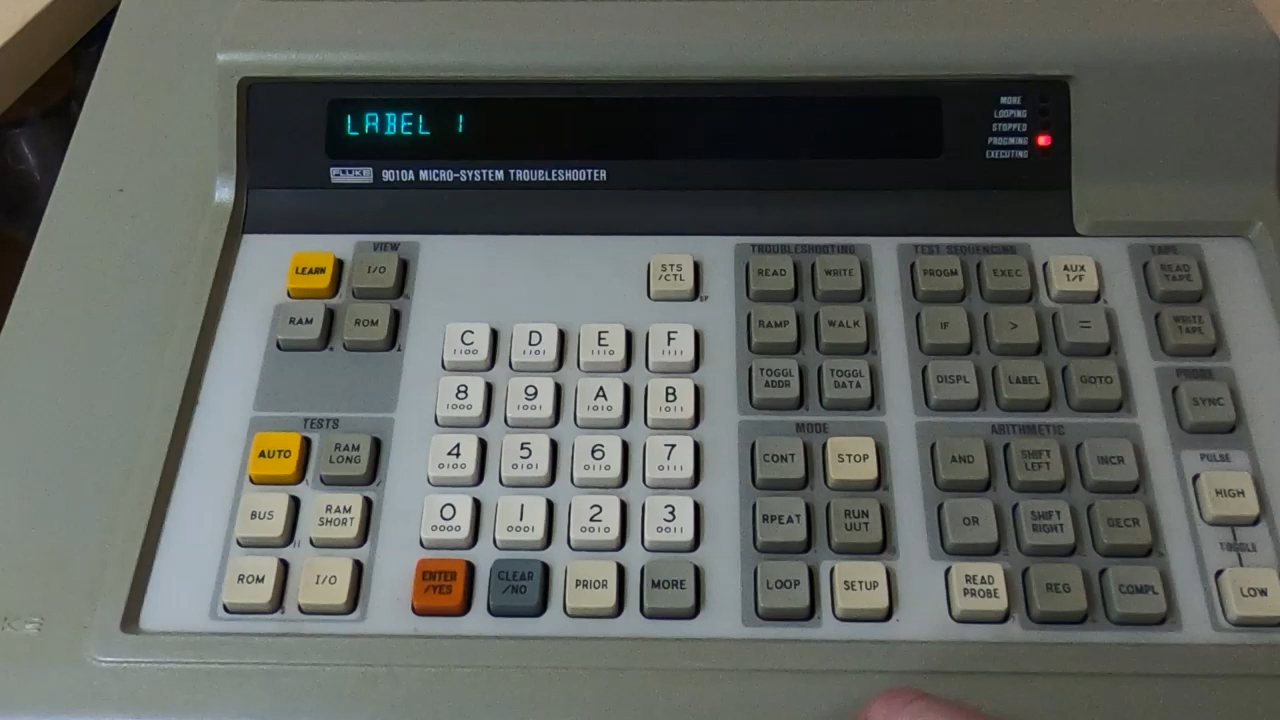 LABEL 1
MORE
LOOPING
STOPPED
PROGMING
EXECUTING
FLUKE 9010A MICRO-SYSTEM TROUBLESHOOTER
VIEW
LEARN I/O
RAM ROM
TESTS
AUTO RAM LONG
BUS RAM SHORT
ROM I/O
STS /CTL
C 1100 D 1101 E 1110 F 1111
8 1000 9 1001 A 1010 B 1011
4 0100 5 0101 6 0110 7 0111
0 0000 1 0001 2 0010 3 0011
ENTER /YES CLEAR /NO PRIOR MORE
TROUBLESHOOTING
READ WRITE
RAMP WALK
TOGGL ADDR TOGGL DATA
MODE
CONT STOP
RPEAT RUN UUT
LOOP SETUP
TEST SEQUENCING
PROGM EXEC AUX I/F
IF > =
DISPL LABEL GOTO
ARITHMETIC
AND SHIFT LEFT INCR
OR SHIFT RIGHT DECR
READ PROBE REG COMPL
TAPE
READ TAPE
WRITE TAPE
PROBE
SYNC
PULSE
HIGH
TOGGLE
LOW